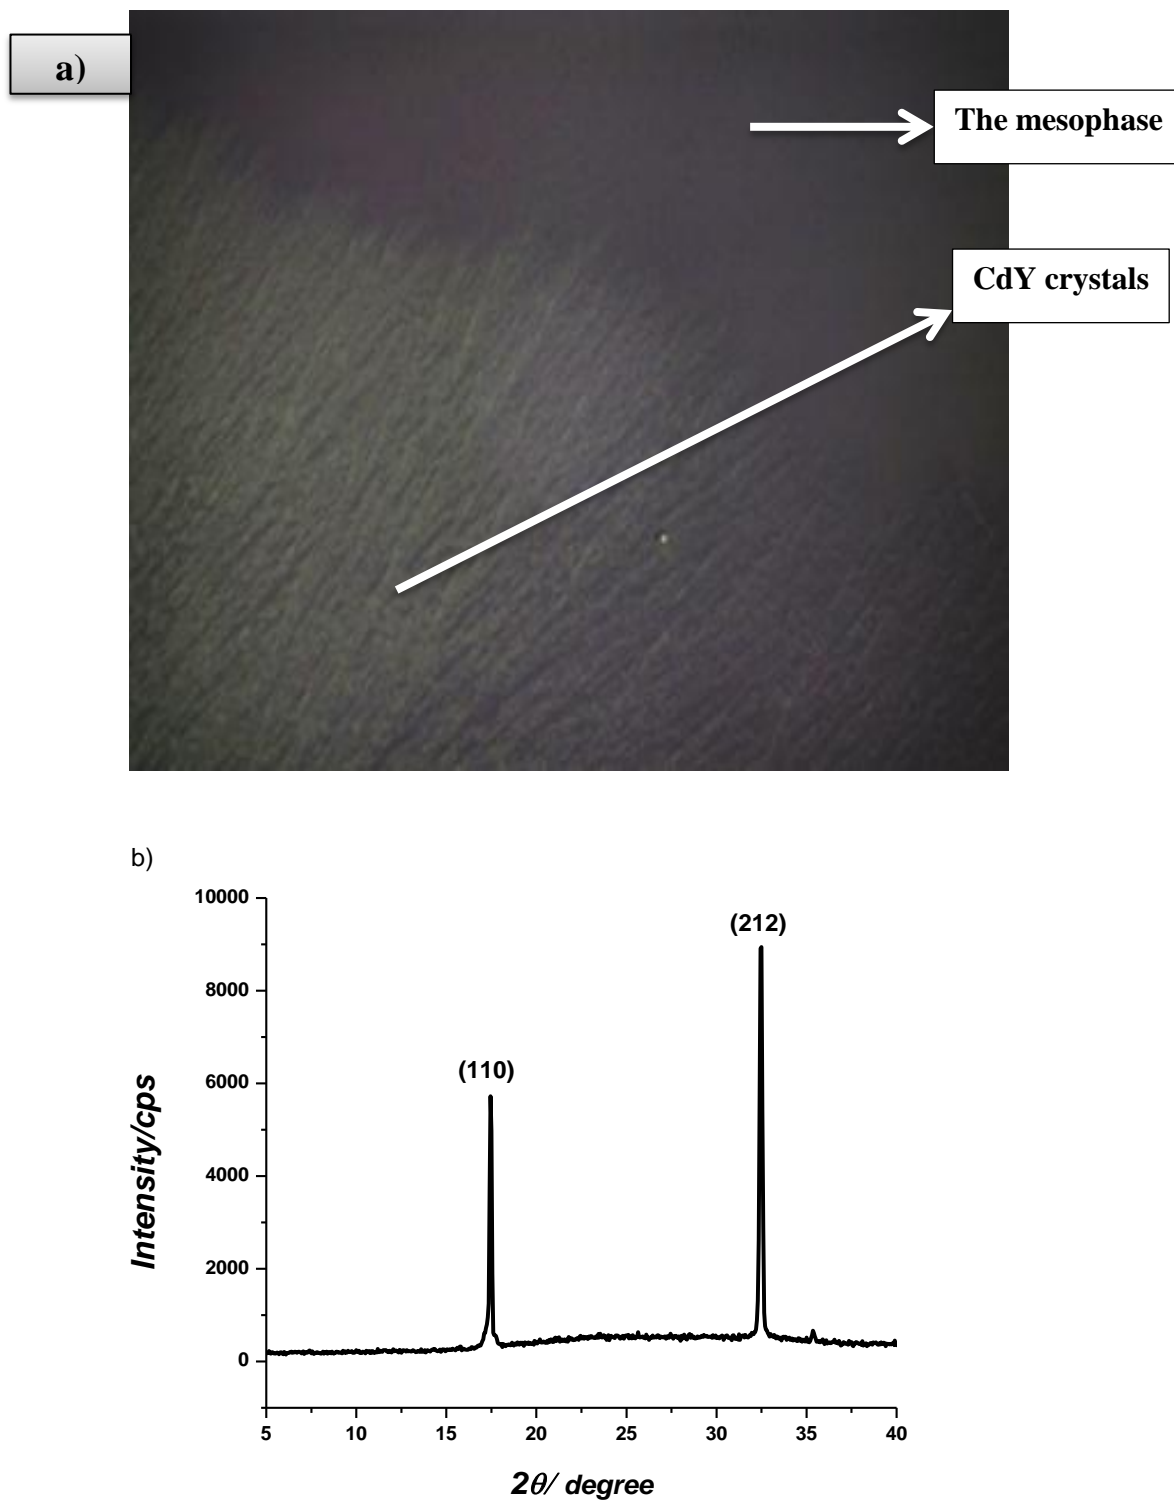 a)
The mesophase
CdY crystals
b)
10000
8000
6000
4000
2000
0
(110)
(212)
Intensity/cps
5 10 15 20 25 30 35 40
2θ/ degree